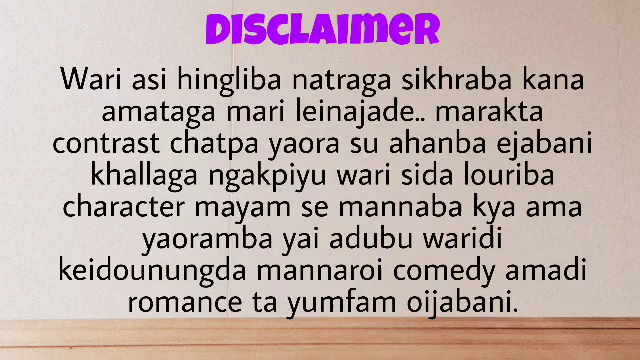 DISCLAIMER
Wari asi hingliba natraga sikhraba kana
amataga mari leinajade.. marakta
contrast chatpa yaora su ahanba ejabani
khallaga ngakpiyu wari sida louriba
character mayam se mannaba kya ama
yaoramba yai adubu waridi
keidounungda mannaroi comedy amadi
romance ta yumfam oijabani.